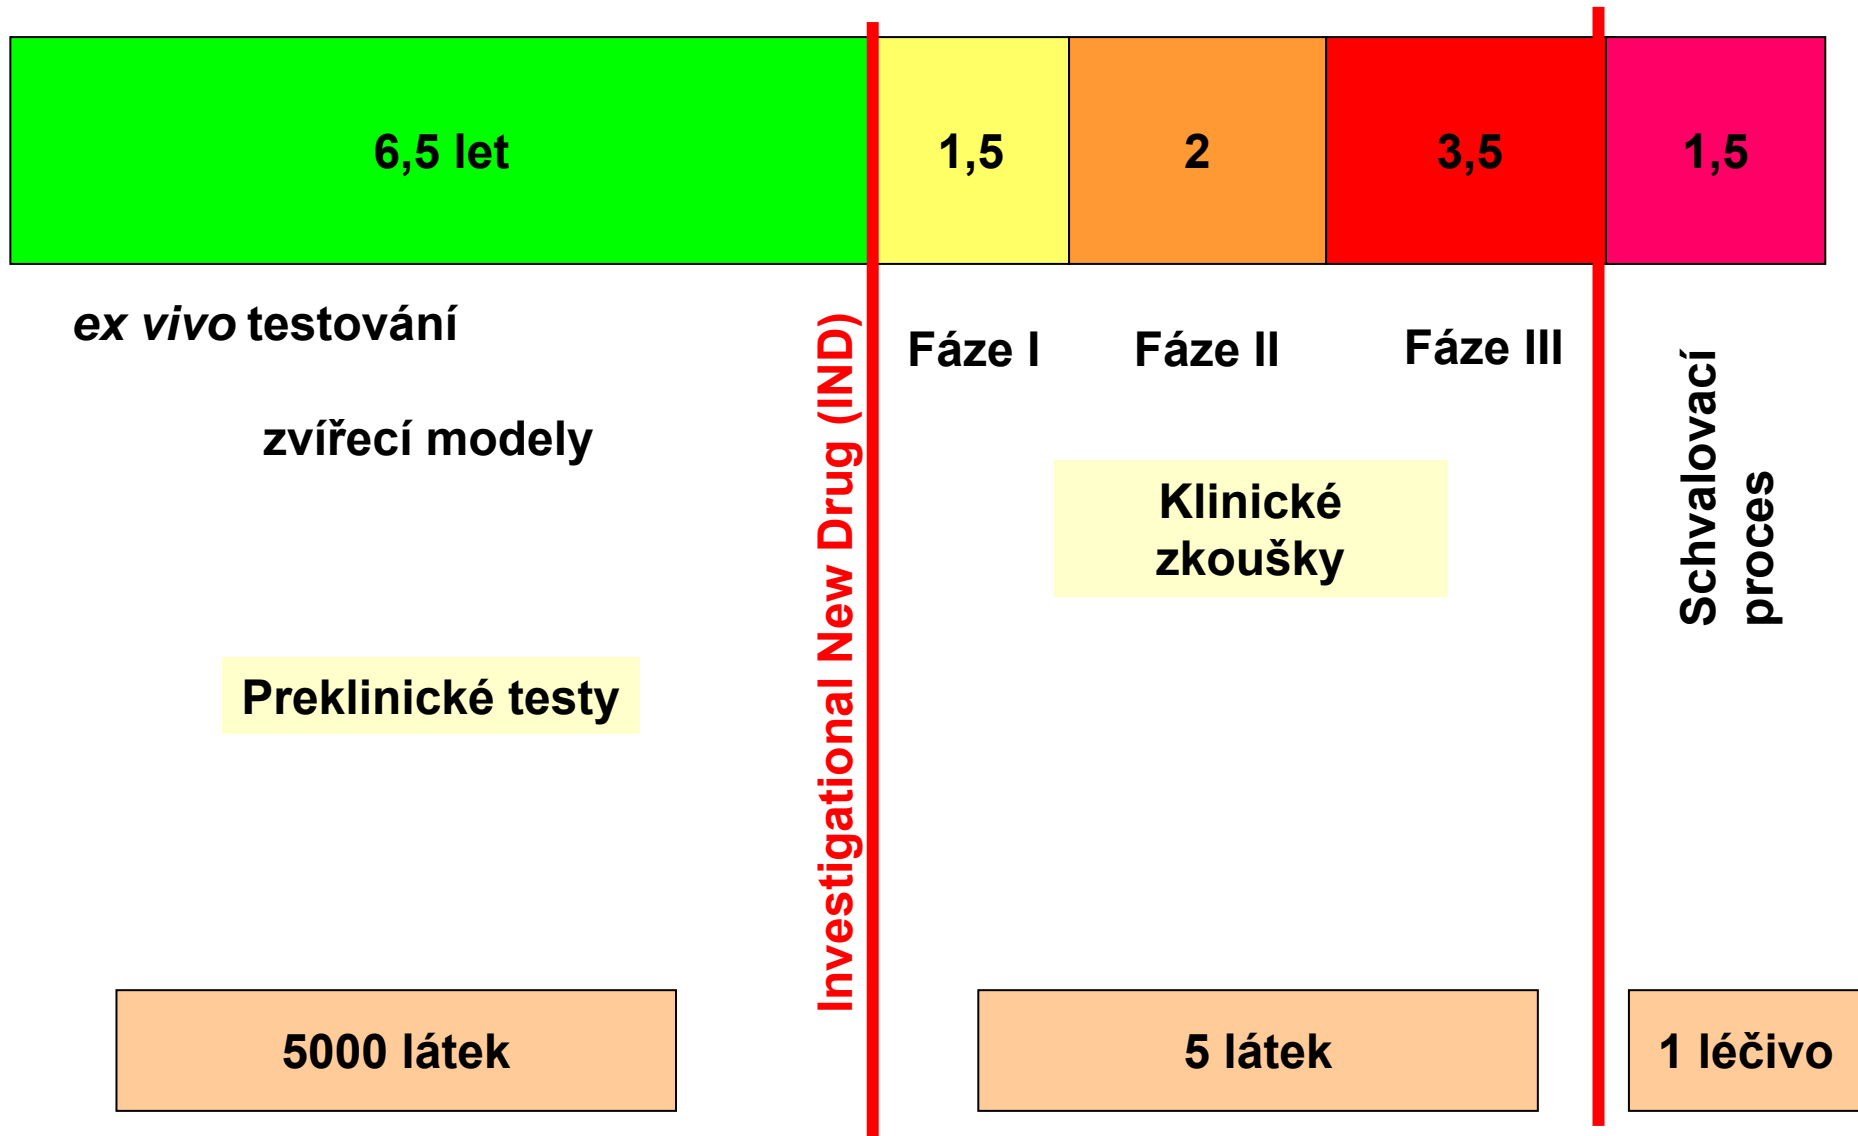 6,5 let
1,5
2
3,5
1,5
ex vivo testování
zvířecí modely
Preklinické testy
Investigational New Drug (IND)
Fáze I
Fáze II
Fáze III
Klinické
zkoušky
Schvalovací
proces
5000 látek
5 látek
1 léčivo